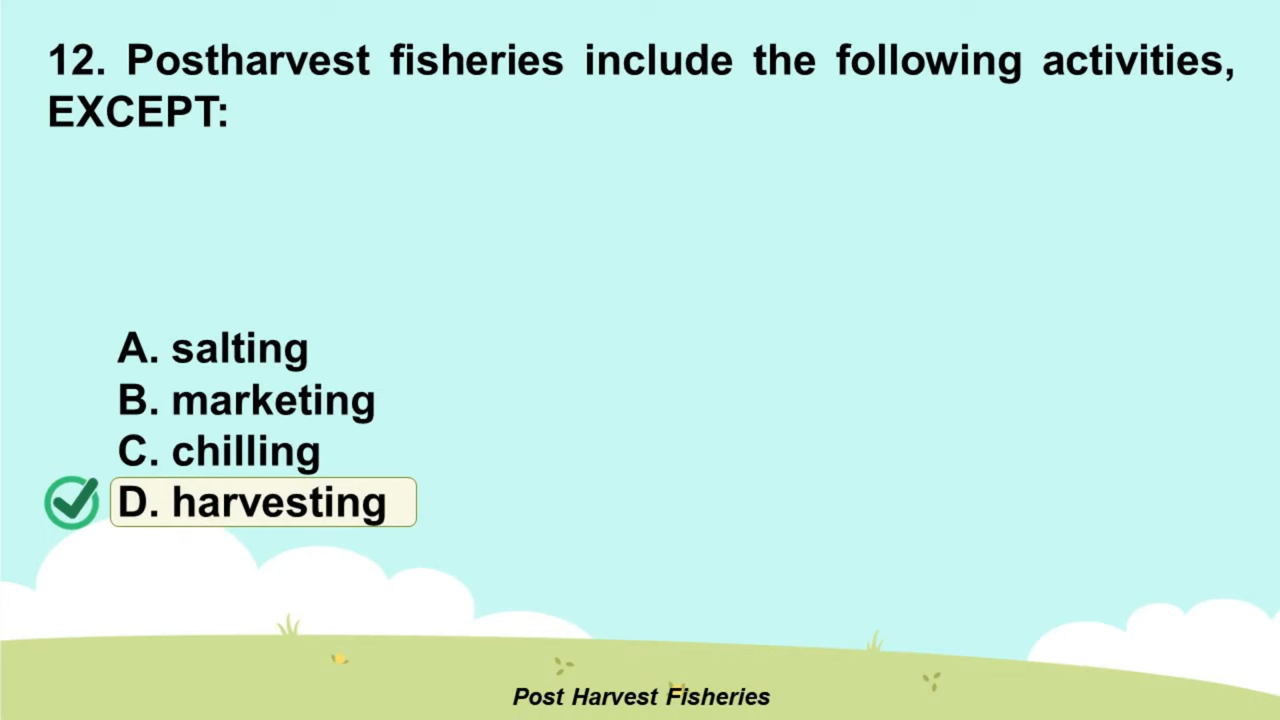 12. Postharvest fisheries include the following activities,
EXCEPT:
A. salting
B. marketing
C. chilling
D. harvesting
Post Harvest Fisheries